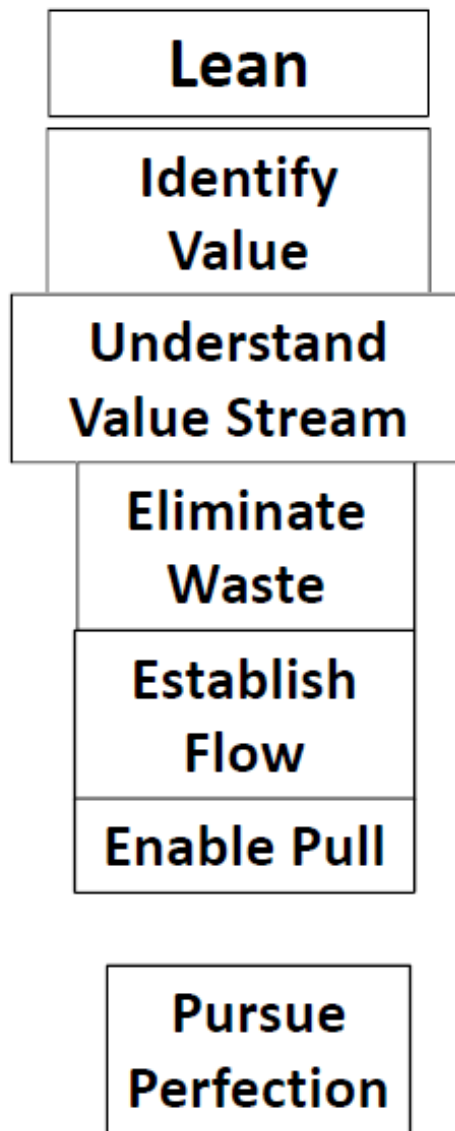 Lean
Identify
Value
Understand
Value Stream
Eliminate
Waste
Establish
Flow
Enable Pull
Pursue
Perfection